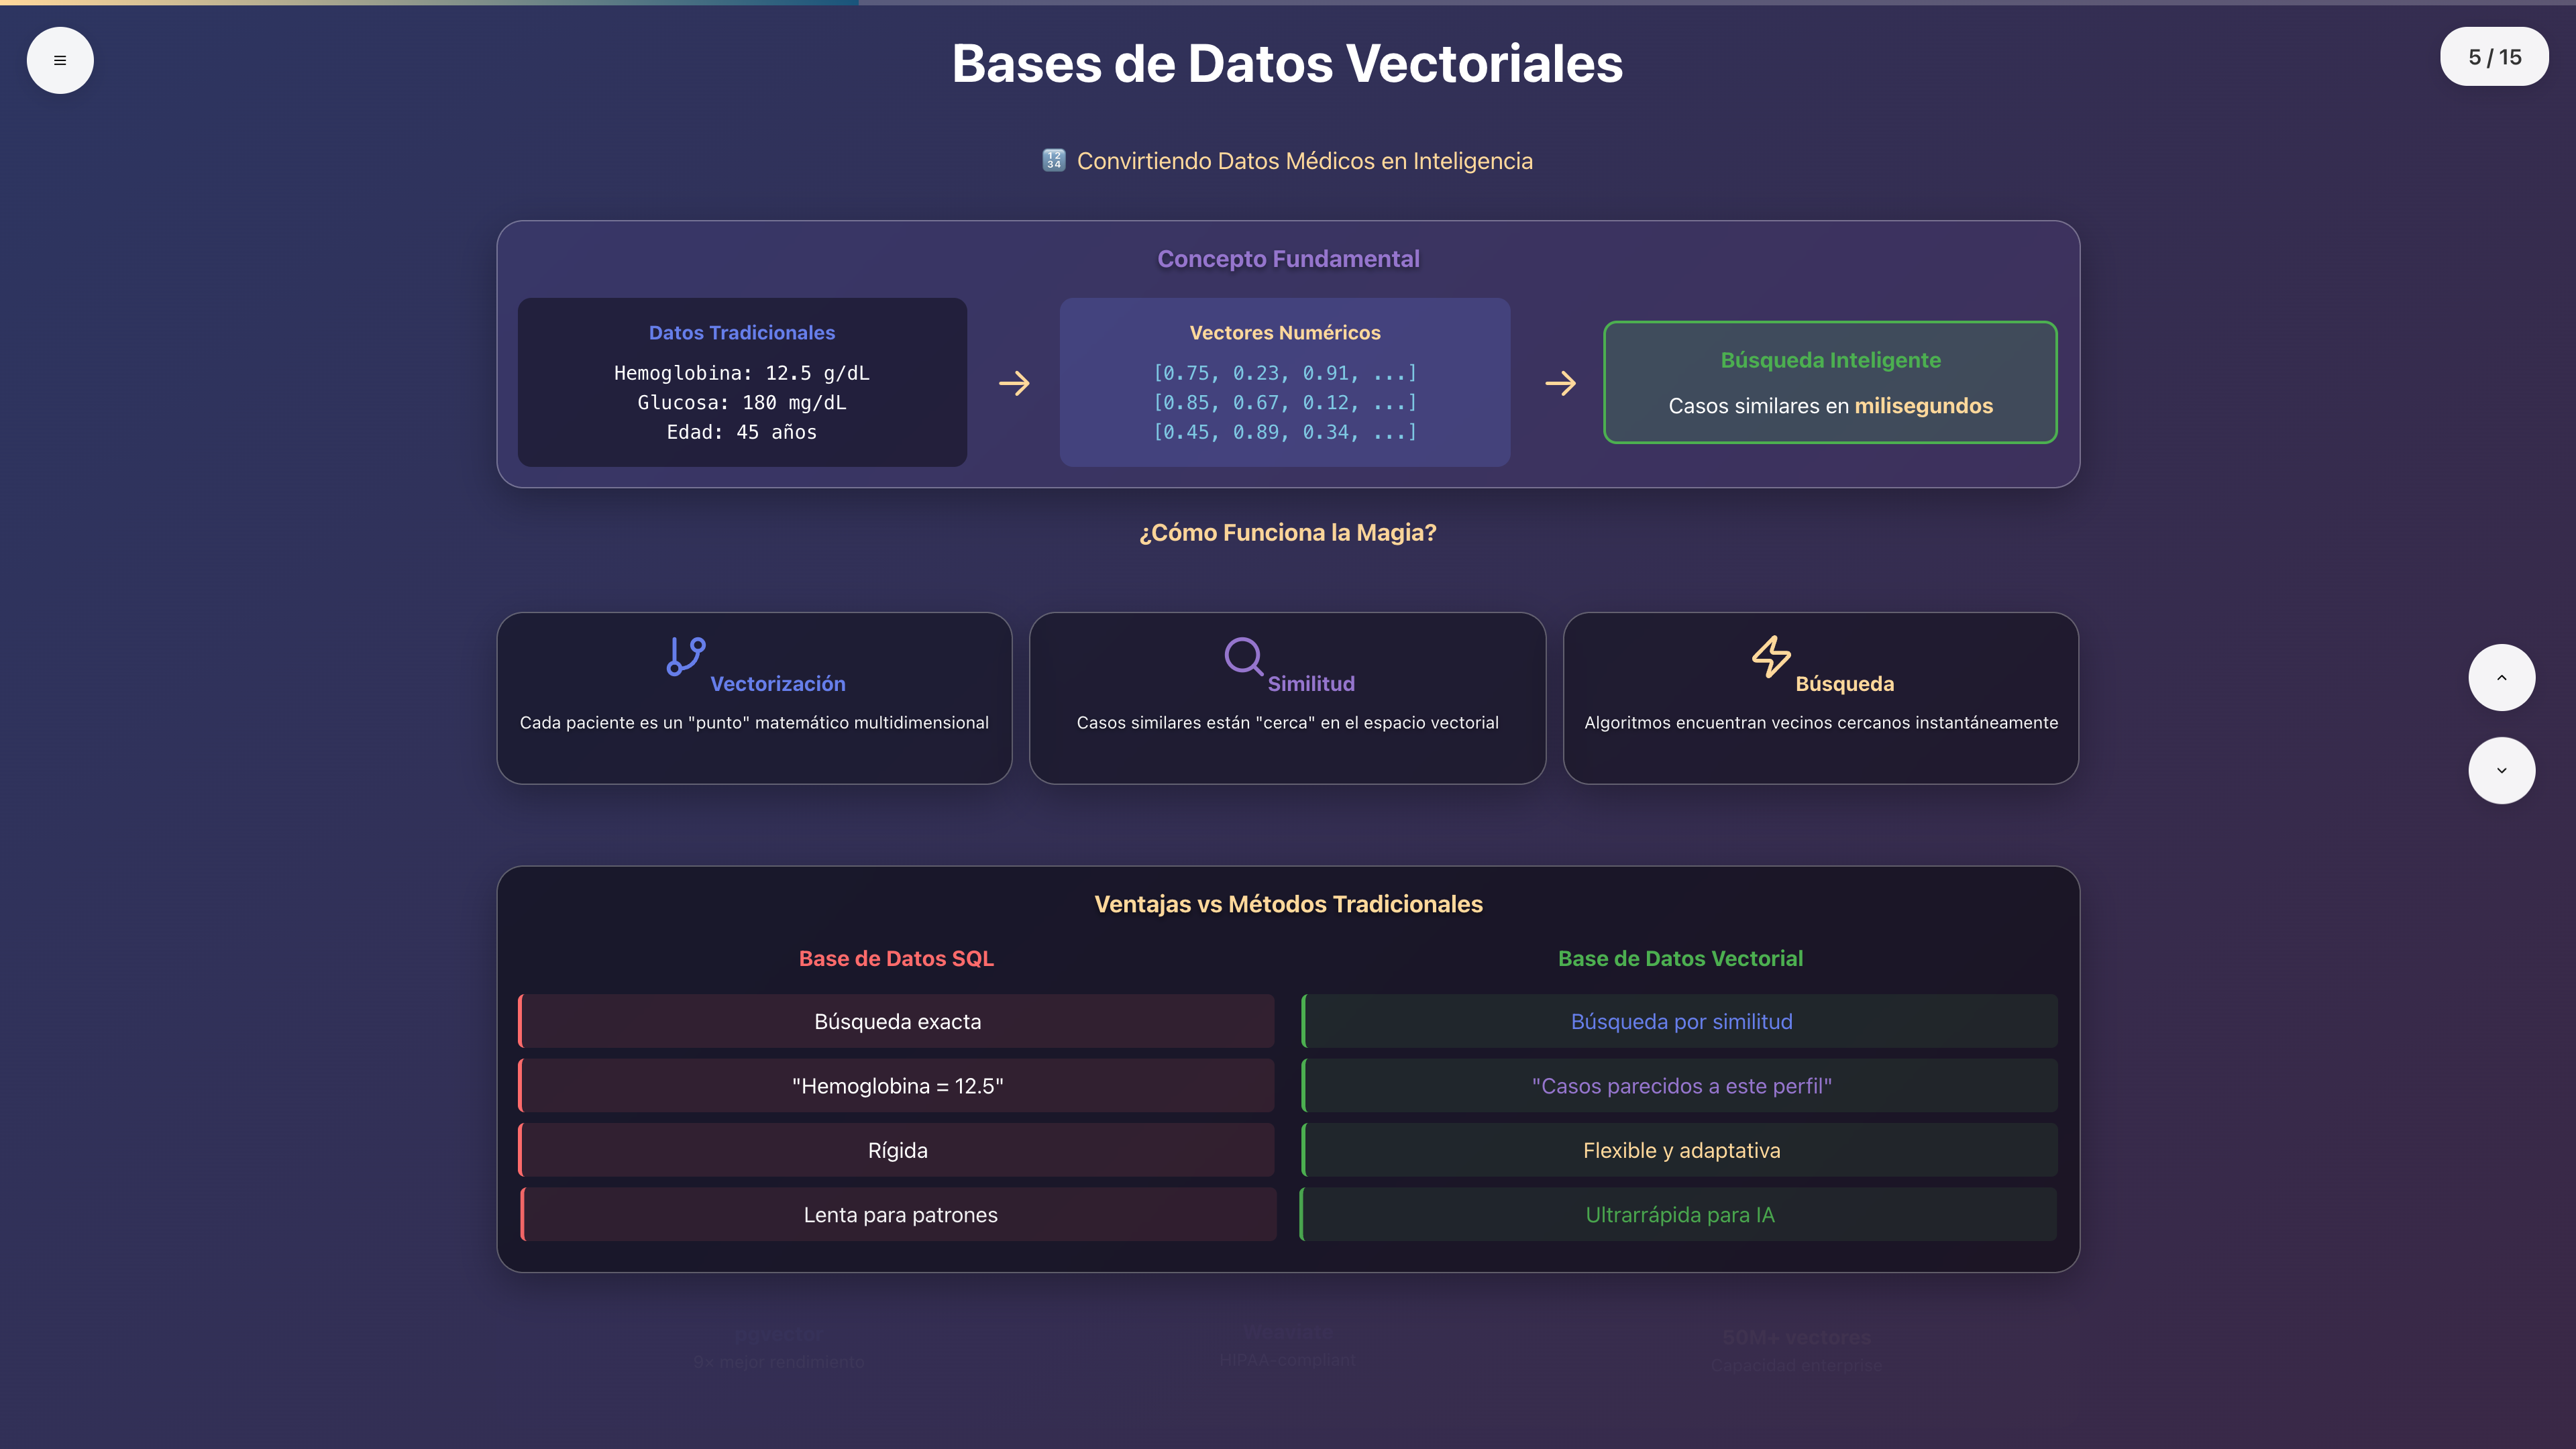 5 / 15
Bases de Datos Vectoriales
🔢 Convirtiendo Datos Médicos en Inteligencia
Concepto Fundamental
Datos Tradicionales
Hemoglobina: 12.5 g/dL
Glucosa: 180 mg/dL
Edad: 45 años
Vectores Numéricos
[0.75, 0.23, 0.91, ...]
[0.85, 0.67, 0.12, ...]
[0.45, 0.89, 0.34, ...]
Búsqueda Inteligente
Casos similares en milisegundos
¿Cómo Funciona la Magia?
Vectorización
Cada paciente es un "punto" matemático multidimensional
Similitud
Casos similares están "cerca" en el espacio vectorial
Búsqueda
Algoritmos encuentran vecinos cercanos instantáneamente
Ventajas vs Métodos Tradicionales
Base de Datos SQL
Búsqueda exacta
"Hemoglobina = 12.5"
Rígida
Lenta para patrones
Base de Datos Vectorial
Búsqueda por similitud
"Casos parecidos a este perfil"
Flexible y adaptativa
Ultrarrápida para IA
pgvector
9× mejor rendimiento
HIPAA-compliant
50M+ vectores
Capacidad enterprise